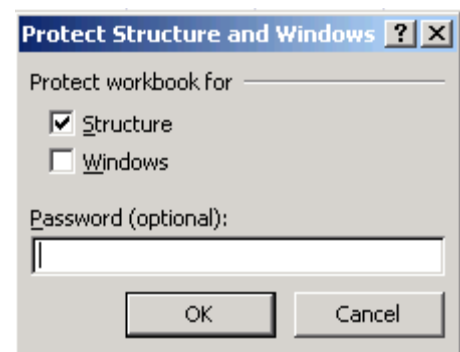 Protect Structure and Windows ?
Protect workbook for
Structure
Windows
Password (optional):
OK Cancel